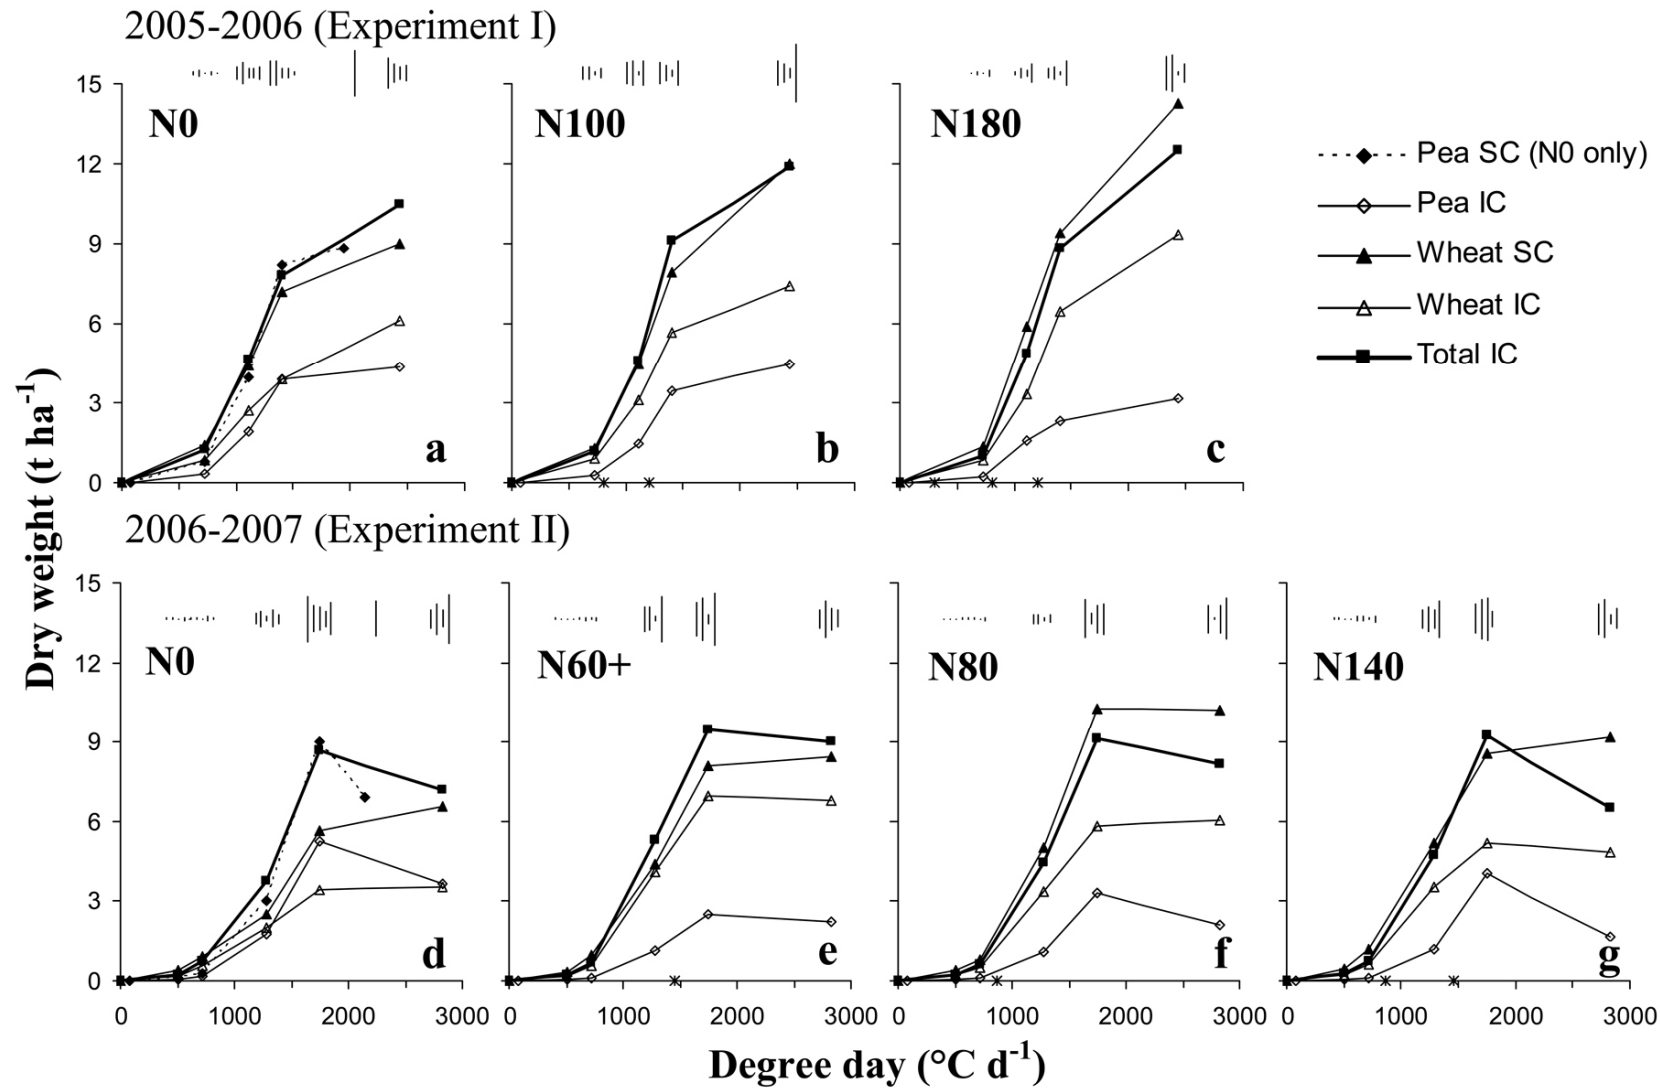 2005-2006 (Experiment I)
15
12
9
6
3
0
N0
a
N100
b
N180
c
Pea SC (N0 only)
Pea IC
Wheat SC
Wheat IC
Total IC
Dry weight (t ha⁻¹)
2006-2007 (Experiment II)
15
12
9
6
3
0
N0
d
N60+
e
N80
f
N140
g
0 1000 2000 3000
0 1000 2000 3000
0 1000 2000 3000
0 1000 2000 3000
Degree day (°C d⁻¹)